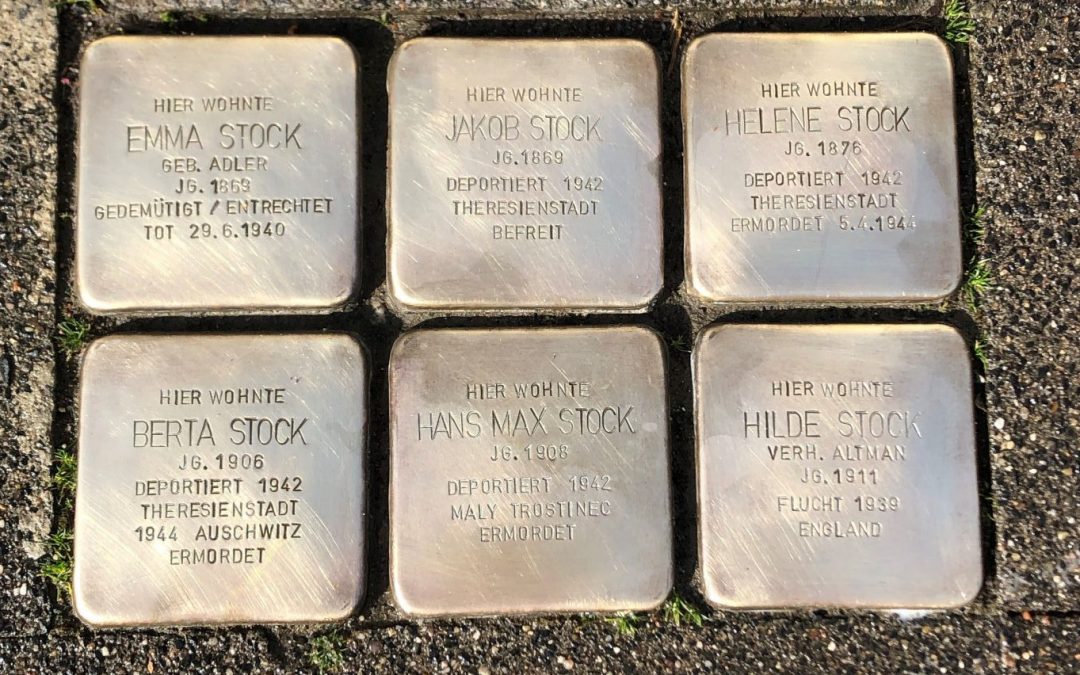 HIER WOHNTE
EMMA STOCK
GEB. ADLER
JG. 1869
GEDEMÜTIGT / ENTRECHTET
TOT 29.6.1940
HIER WOHNTE
JAKOB STOCK
JG. 1869
DEPORTIERT 1942
THERESIENSTADT
BEFREIT
HIER WOHNTE
HELENE STOCK
JG. 1876
DEPORTIERT 1942
THERESIENSTADT
ERMORDET 5.4.1944
HIER WOHNTE
BERTA STOCK
JG. 1906
DEPORTIERT 1942
THERESIENSTADT
1944 AUSCHWITZ
ERMORDET
HIER WOHNTE
HANS MAX STOCK
JG. 1908
DEPORTIERT 1942
MALY TROSTINEC
ERMORDET
HIER WOHNTE
HILDE STOCK
VERH. ALTMAN
JG. 1911
FLUCHT 1939
ENGLAND